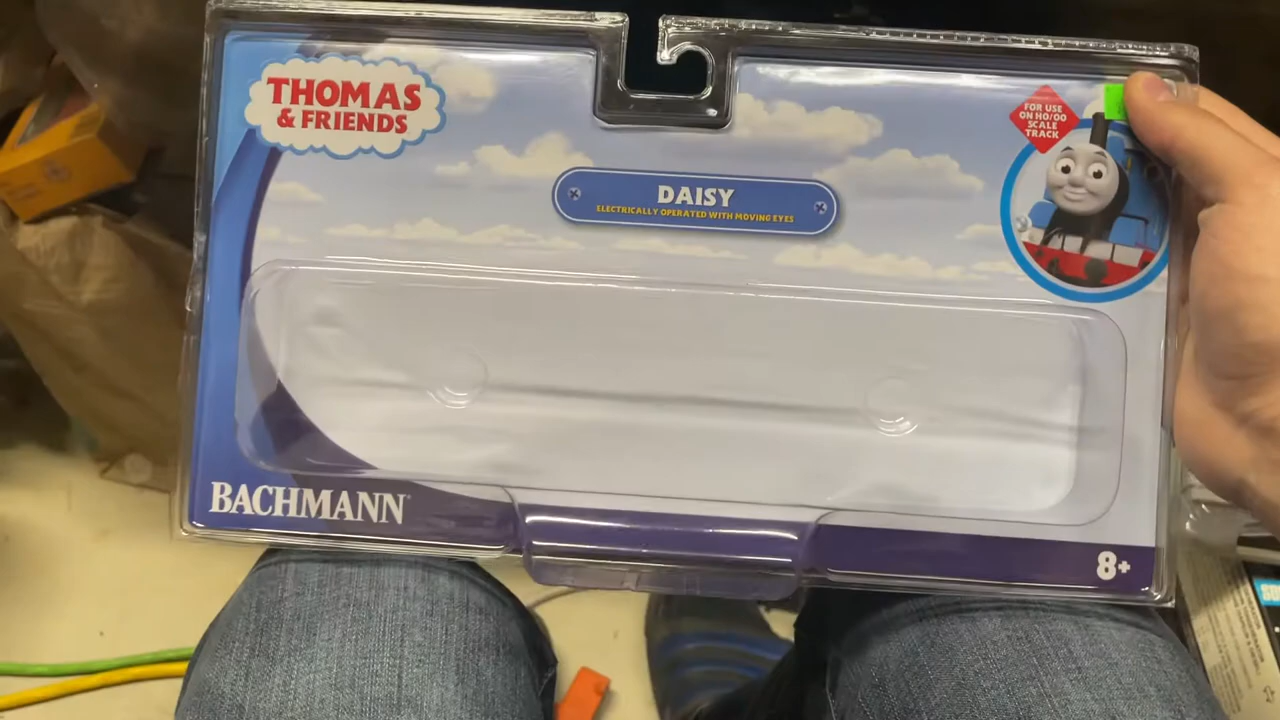 THOMAS
& FRIENDS
DAISY
ELECTRICALLY OPERATED WITH MOVING EYES
FOR USE
ON HO/OO
SCALE
TRACK
BACHMANN
8+